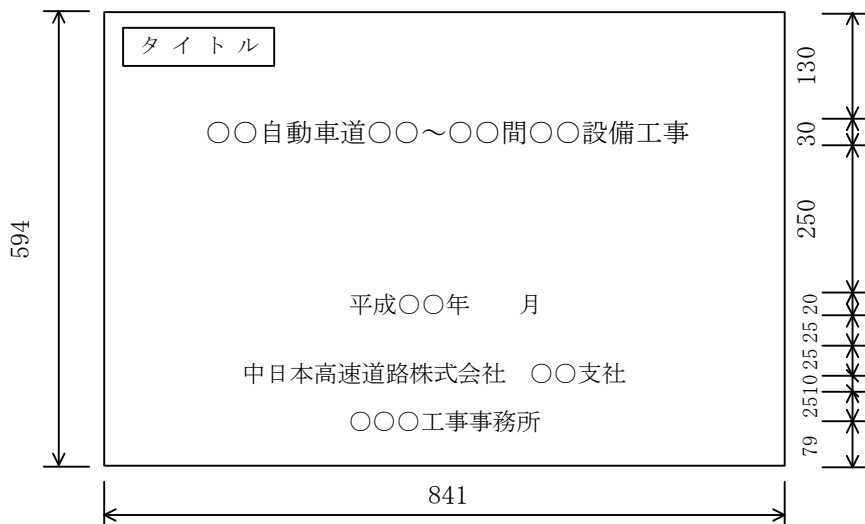 タ イ ト ル
○○自動車道○○～○○間○○設備工事
平成○○年　　月
中日本高速道路株式会社　○○支社
○○○工事事務所
594
841
130
30
250
20
25
25
10
25
79